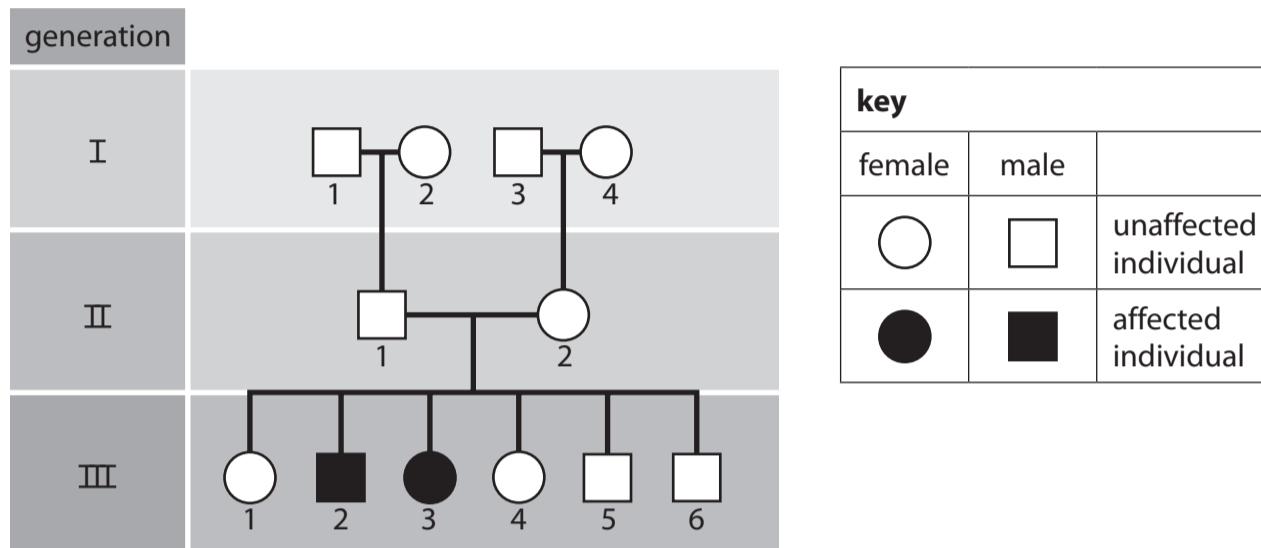 generation
I
1 2 3 4
II
1 2
III
1 2 3 4 5 6
key
female male
unaffected
individual
affected
individual